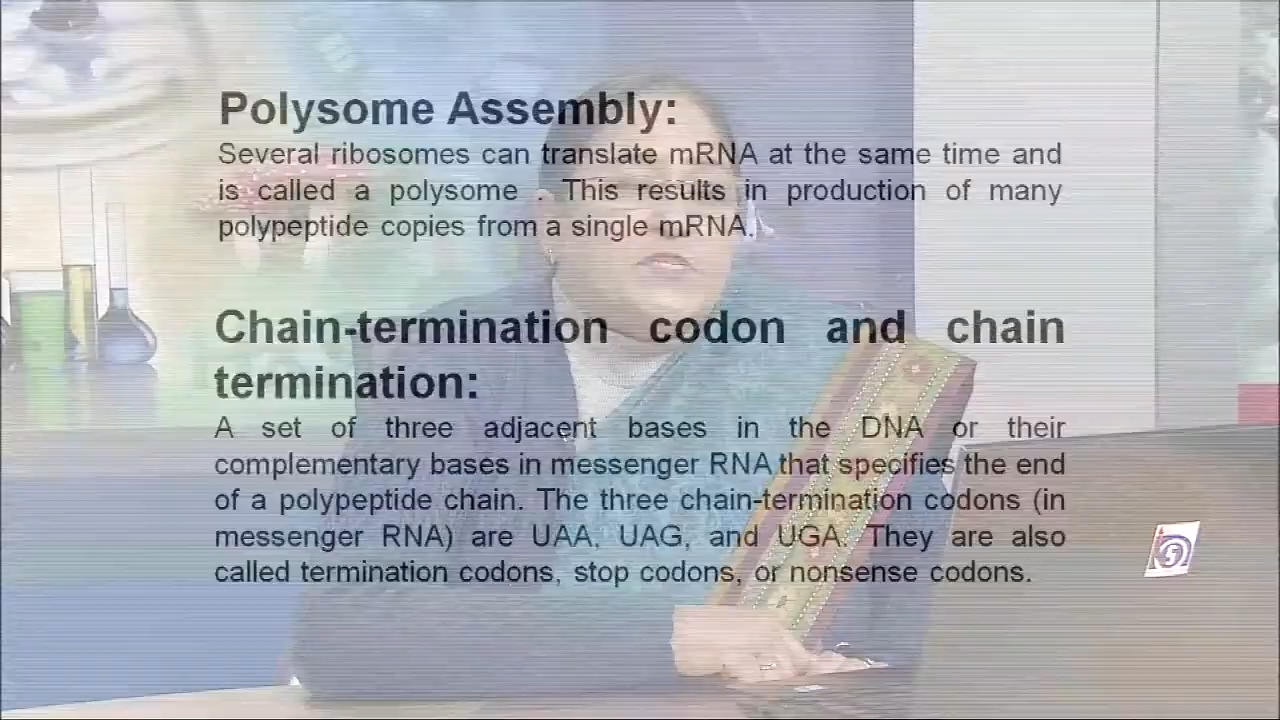 Polysome Assembly:
Several ribosomes can translate mRNA at the same time and
is called a polysome . This results in production of many
polypeptide copies from a single mRNA.
Chain-termination codon and chain
termination:
A set of three adjacent bases in the DNA or their
complementary bases in messenger RNA that specifies the end
of a polypeptide chain. The three chain-termination codons (in
messenger RNA) are UAA, UAG, and UGA. They are also
called termination codons, stop codons, or nonsense codons.